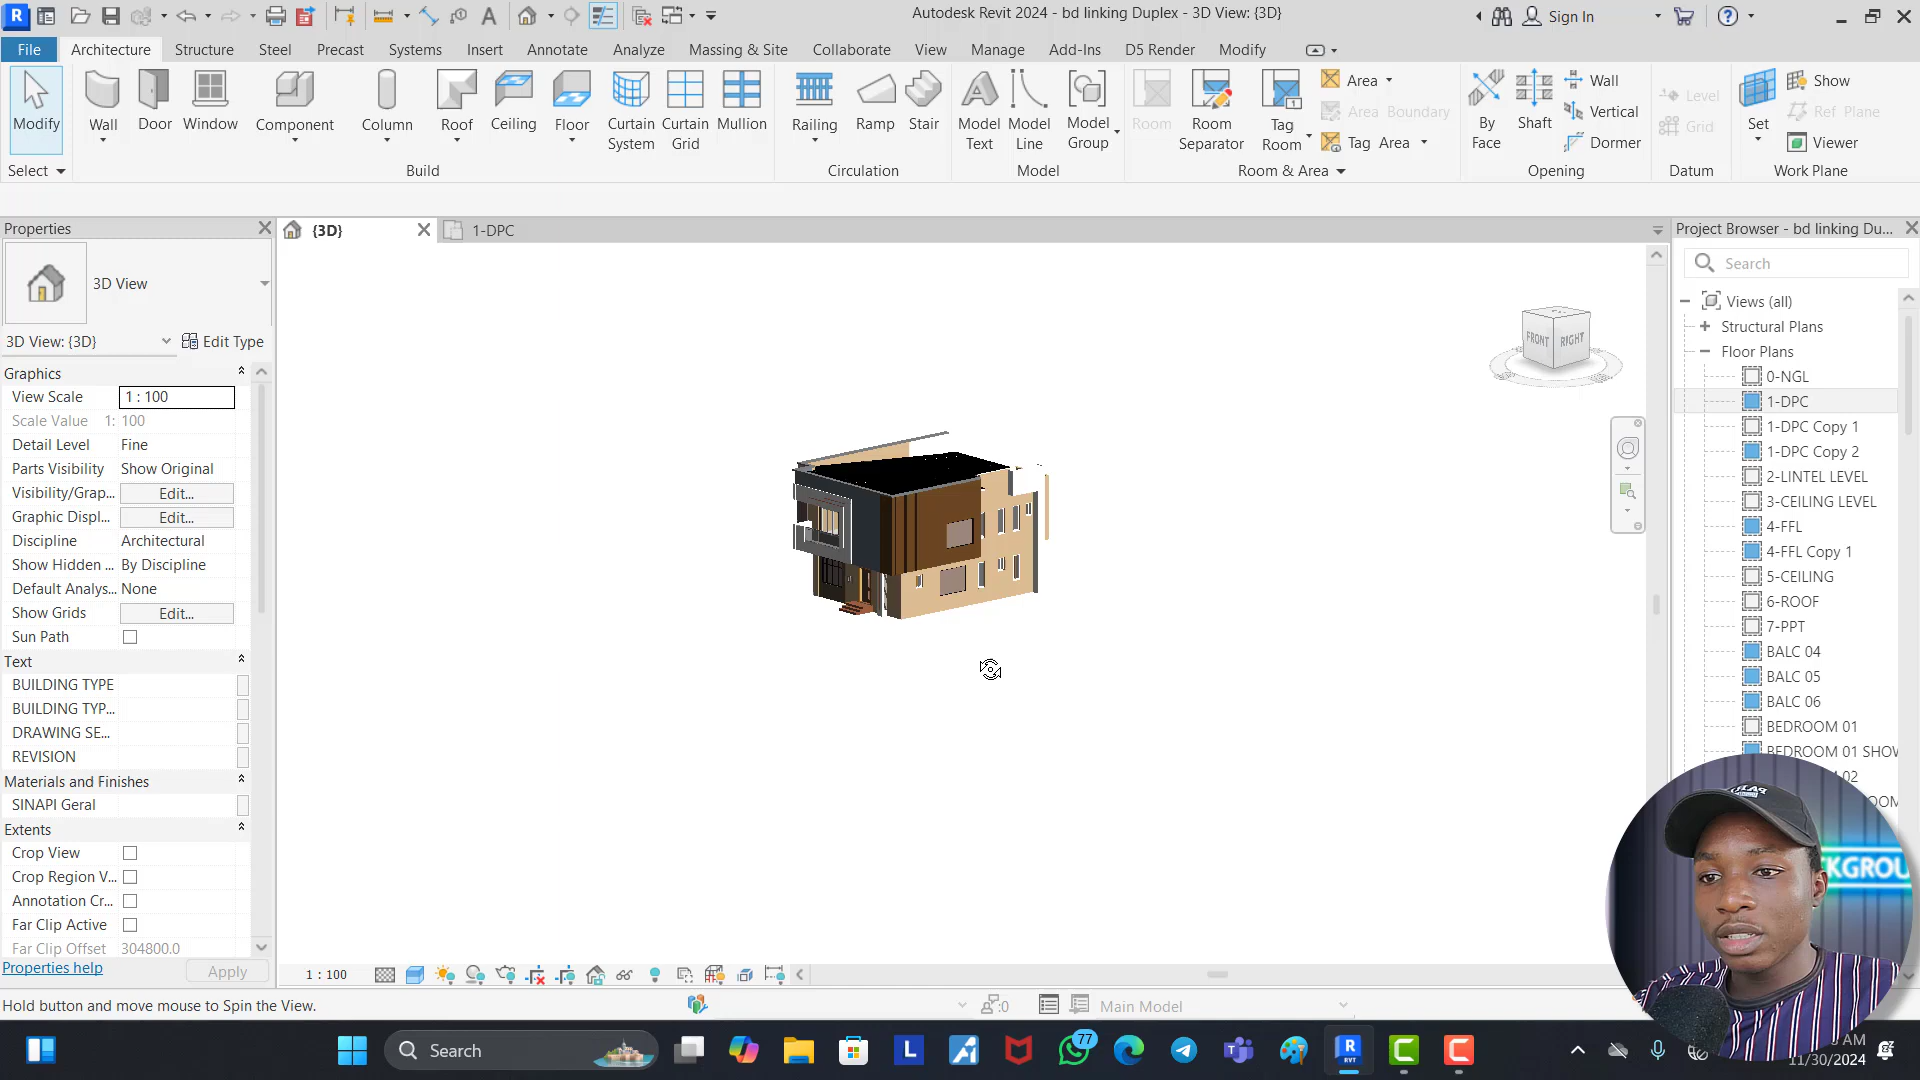 Autodesk Revit 2024 - bd linking Duplex - 3D View: {3D}
Sign In
File Architecture Structure Steel Precast Systems Insert Annotate Analyze Massing & Site Collaborate View Manage Add-Ins D5 Render Modify
Modify Wall Door Window Component Column Roof Ceiling Floor Curtain System Curtain Grid Mullion Railing Ramp Stair Model Text Model Line Model Group Room Room Separator Tag Room
Area
Area Boundary
Tag Area
By Face Shaft
Wall
Vertical
Dormer
Level
Grid
Set
Show
Ref Plane
Viewer
Select Build Circulation Model Room & Area Opening Datum Work Plane
Properties
3D View
3D View: {3D} Edit Type
Graphics
View Scale 1 : 100
Scale Value 1: 100
Detail Level Fine
Parts Visibility Show Original
Visibility/Grap... Edit...
Graphic Displ... Edit...
Discipline Architectural
Show Hidden ... By Discipline
Default Analys... None
Show Grids Edit...
Sun Path
Text
BUILDING TYPE
BUILDING TYP...
DRAWING SE...
REVISION
Materials and Finishes
SINAPI Geral
Extents
Crop View
Crop Region V...
Annotation Cr...
Far Clip Active
Far Clip Offset 304800.0
Properties help Apply
{3D} 1-DPC
FRONT RIGHT
1 : 100
Project Browser - bd linking Du...
Search
Views (all)
Structural Plans
Floor Plans
0-NGL
1-DPC
1-DPC Copy 1
1-DPC Copy 2
2-LINTEL LEVEL
3-CEILING LEVEL
4-FFL
4-FFL Copy 1
5-CEILING
6-ROOF
7-PPT
BALC 04
BALC 05
BALC 06
BEDROOM 01
BEDROOM 01 SHOW
02
OOM
KGROU
Hold button and move mouse to Spin the View.
:0
Main Model
Search
77
AM
11/30/2024